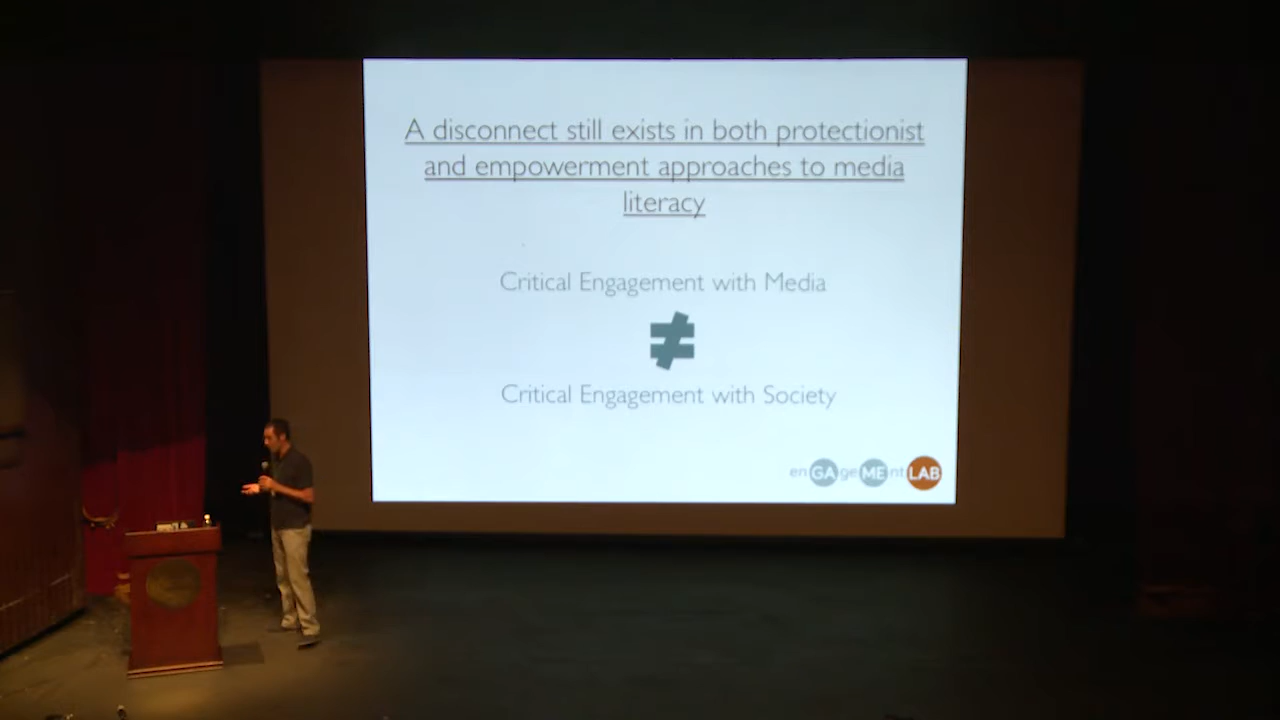 A disconnect still exists in both protectionist
and empowerment approaches to media
literacy
Critical Engagement with Media
≠
Critical Engagement with Society
enGAgeMEntLAB